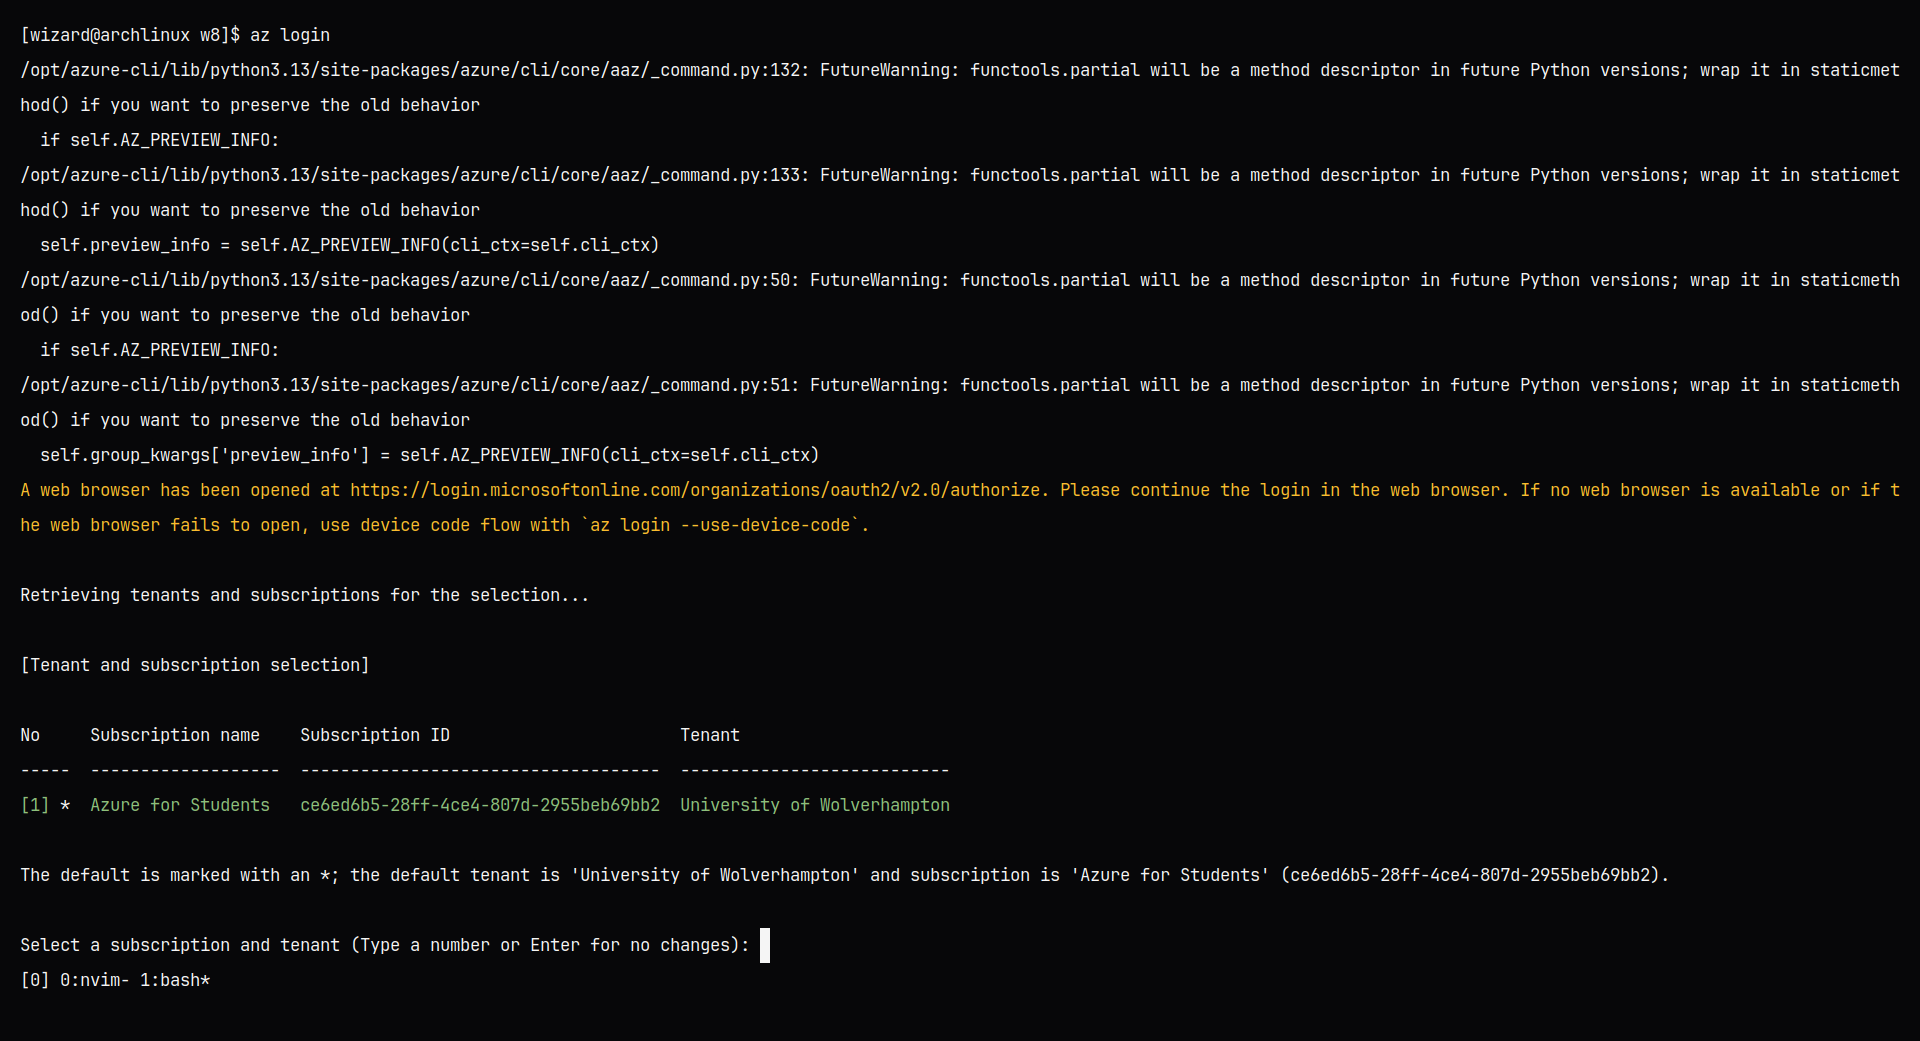 [wizard@archlinux w8]$ az login
/opt/azure-cli/lib/python3.13/site-packages/azure/cli/core/aaz/_command.py:132: FutureWarning: functools.partial will be a method descriptor in future Python versions; wrap it in staticmet
hod() if you want to preserve the old behavior
  if self.AZ_PREVIEW_INFO:
/opt/azure-cli/lib/python3.13/site-packages/azure/cli/core/aaz/_command.py:133: FutureWarning: functools.partial will be a method descriptor in future Python versions; wrap it in staticmet
hod() if you want to preserve the old behavior
  self.preview_info = self.AZ_PREVIEW_INFO(cli_ctx=self.cli_ctx)
/opt/azure-cli/lib/python3.13/site-packages/azure/cli/core/aaz/_command.py:50: FutureWarning: functools.partial will be a method descriptor in future Python versions; wrap it in staticmeth
od() if you want to preserve the old behavior
  if self.AZ_PREVIEW_INFO:
/opt/azure-cli/lib/python3.13/site-packages/azure/cli/core/aaz/_command.py:51: FutureWarning: functools.partial will be a method descriptor in future Python versions; wrap it in staticmeth
od() if you want to preserve the old behavior
  self.group_kwargs['preview_info'] = self.AZ_PREVIEW_INFO(cli_ctx=self.cli_ctx)
A web browser has been opened at https://login.microsoftonline.com/organizations/oauth2/v2.0/authorize. Please continue the login in the web browser. If no web browser is available or if t
he web browser fails to open, use device code flow with `az login --use-device-code`.

Retrieving tenants and subscriptions for the selection...

[Tenant and subscription selection]

No     Subscription name    Subscription ID                       Tenant
-----  -------------------  ------------------------------------  ---------------------------
[1] *  Azure for Students   ce6ed6b5-28ff-4ce4-807d-2955beb69bb2  University of Wolverhampton

The default is marked with an *; the default tenant is 'University of Wolverhampton' and subscription is 'Azure for Students' (ce6ed6b5-28ff-4ce4-807d-2955beb69bb2).

Select a subscription and tenant (Type a number or Enter for no changes):
[0] 0:nvim- 1:bash*